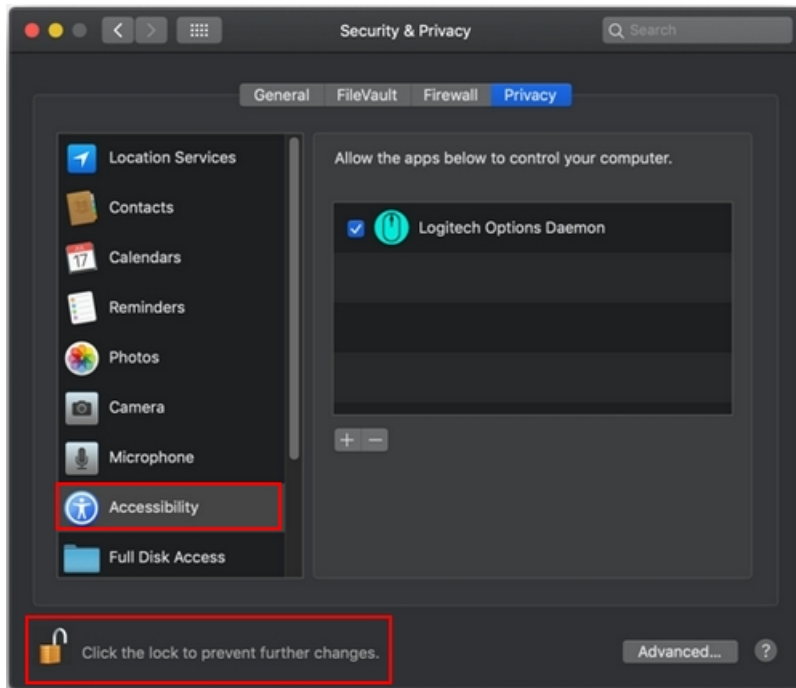 Security & Privacy
Search
General FileVault Firewall Privacy
Location Services
Contacts
17
Calendars
Reminders
Photos
Camera
Microphone
Accessibility
Full Disk Access
Allow the apps below to control your computer.
Logitech Options Daemon
+ −
Click the lock to prevent further changes.
Advanced... ?